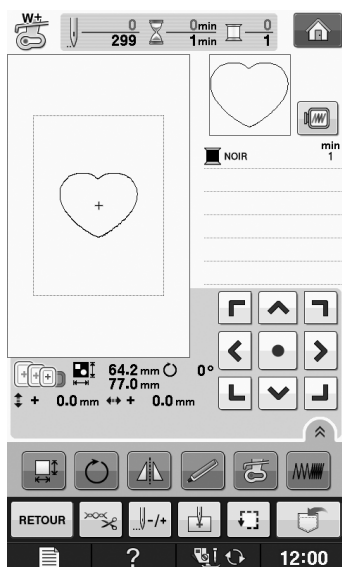 W+
0 0min 0
299 1min 1
NOIR min
1
64.2 mm 0°
77.0 mm
+ 0.0 mm + 0.0 mm
RETOUR -/+
? 12:00